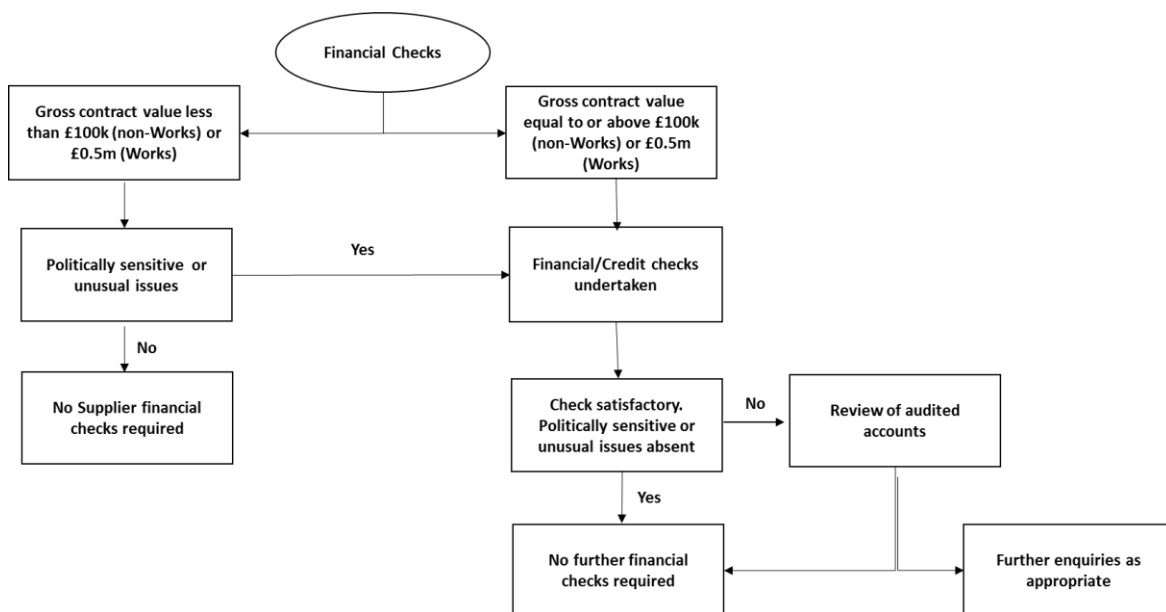 Financial Checks
Gross contract value less
than £100k (non-Works) or
£0.5m (Works)
Gross contract value
equal to or above £100k
(non-Works) or £0.5m
(Works)
Politically sensitive or
unusual issues
Yes
Financial/Credit checks
undertaken
No
No Supplier financial
checks required
Check satisfactory.
Politically sensitive or
unusual issues absent
No
Review of audited
accounts
Yes
No further financial
checks required
Further enquiries as
appropriate